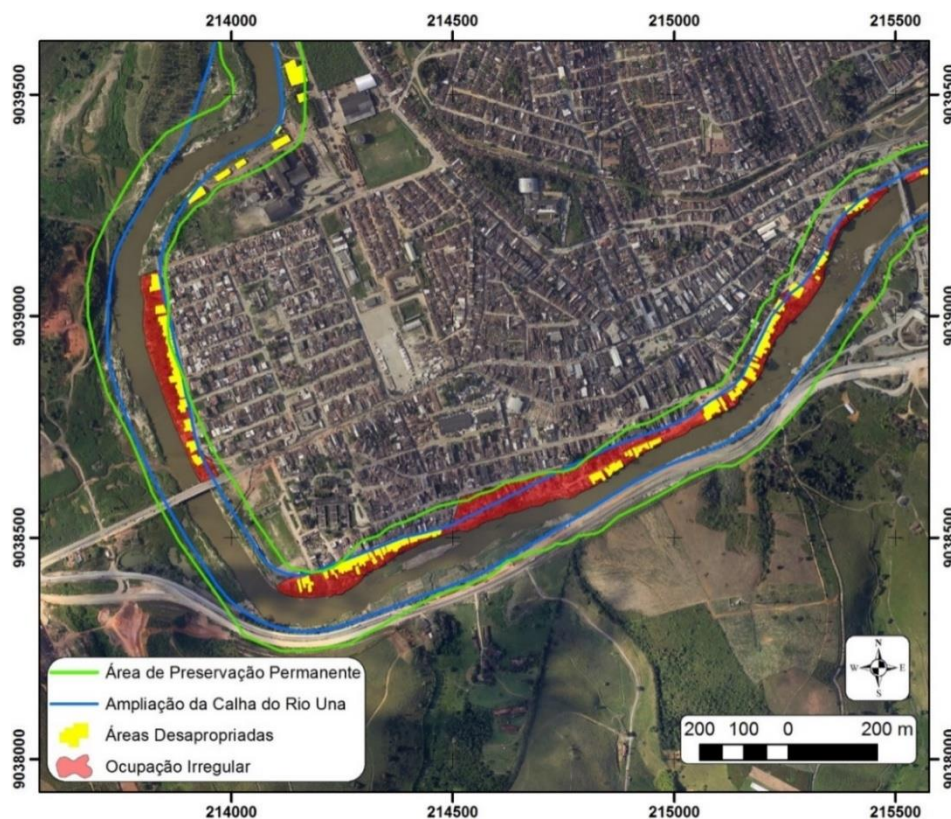 214000 214500 215000 215500
9039500 9039500
9039000 9039000
9038500 9038500
9038000 9038000
Área de Preservação Permanente
Ampliação da Calha do Rio Una
Áreas Desapropriadas
Ocupação Irregular
N
W E
S
200 100 0 200 m
214000 214500 215000 215500